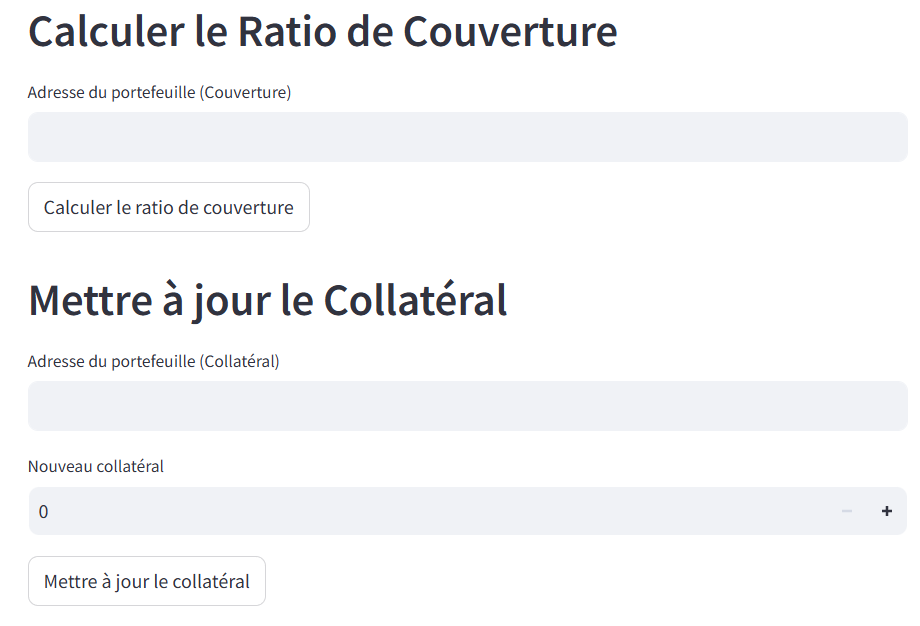 Calculer le Ratio de Couverture
Adresse du portefeuille (Couverture)
Calculer le ratio de couverture
Mettre à jour le Collatéral
Adresse du portefeuille (Collatéral)
Nouveau collatéral
0 − +
Mettre à jour le collatéral